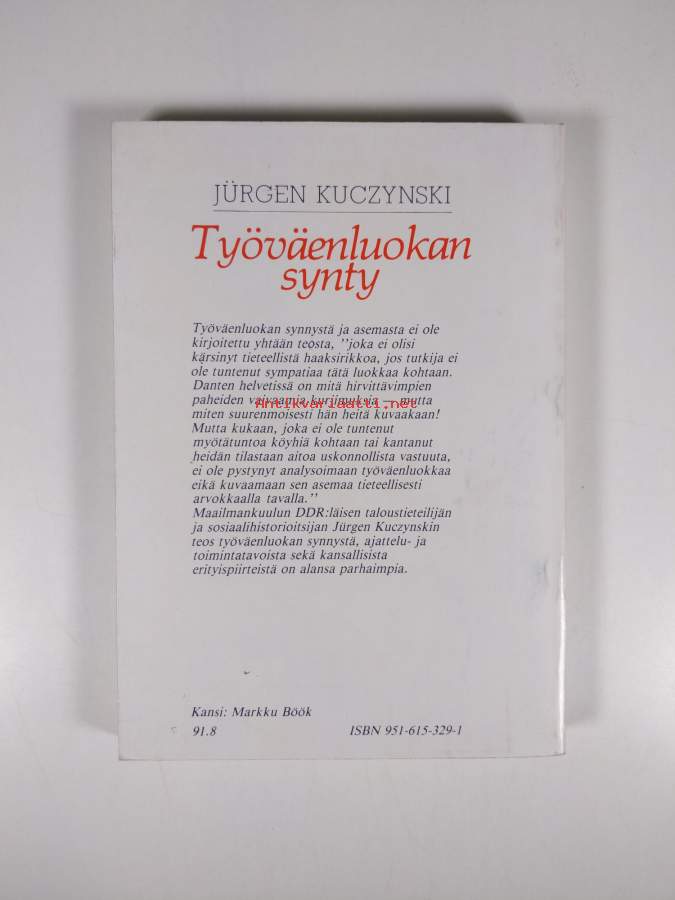 JÜRGEN KUCZYNSKI
Työväenluokan
synty
Työväenluokan synnystä ja asemasta ei ole
kirjoitettu yhtään teosta, ''joka ei olisi
kärsinyt tieteellistä haaksirikkoa, jos tutkija ei
ole tuntenut sympatiaa tätä luokkaa kohtaan.
Danten helvetissä on mitä hirvittävimpien
paheiden vaivaamia kurjimuksia — mutta
Antikvariaatti.net
miten suurenmoisesti hän heitä kuvaakaan!
Mutta kukaan, joka ei ole tuntenut
myötätuntoa köyhiä kohtaan tai kantanut
heidän tilastaan aitoa uskonnollista vastuuta,
ei ole pystynyt analysoimaan työväenluokkaa
eikä kuvaamaan sen asemaa tieteellisesti
arvokkaalla tavalla.''
Maailmankuulun DDR:läisen taloustieteilijän
ja sosiaalihistorioitsijan Jürgen Kuczynskin
teos työväenluokan synnystä, ajattelu- ja
toimintatavoista sekä kansallisista
erityispiirteistä on alansa parhaimpia.
Kansi: Markku Böök
91.8 ISBN 951-615-329-1